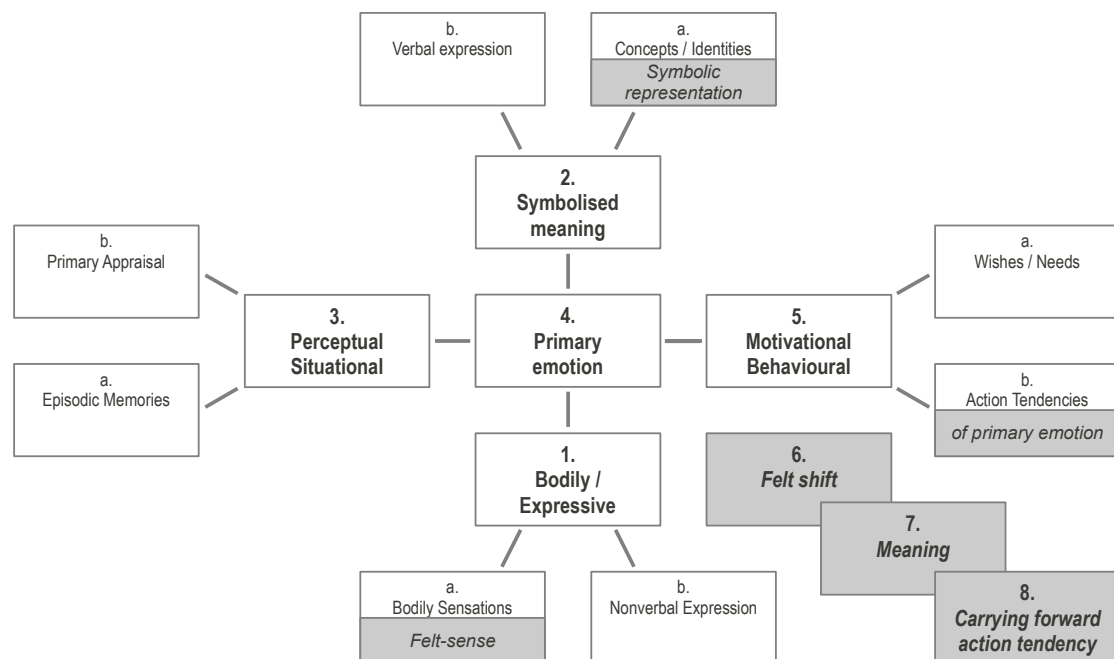 b.
Verbal expression
a.
Concepts / Identities
Symbolic
representation
2.
Symbolised
meaning
b.
Primary Appraisal
a.
Wishes / Needs
3.
Perceptual
Situational
4.
Primary
emotion
5.
Motivational
Behavioural
a.
Episodic Memories
b.
Action Tendencies
of primary emotion
1.
Bodily /
Expressive
6.
Felt shift
7.
Meaning
a.
Bodily Sensations
Felt-sense
b.
Nonverbal Expression
8.
Carrying forward
action tendency